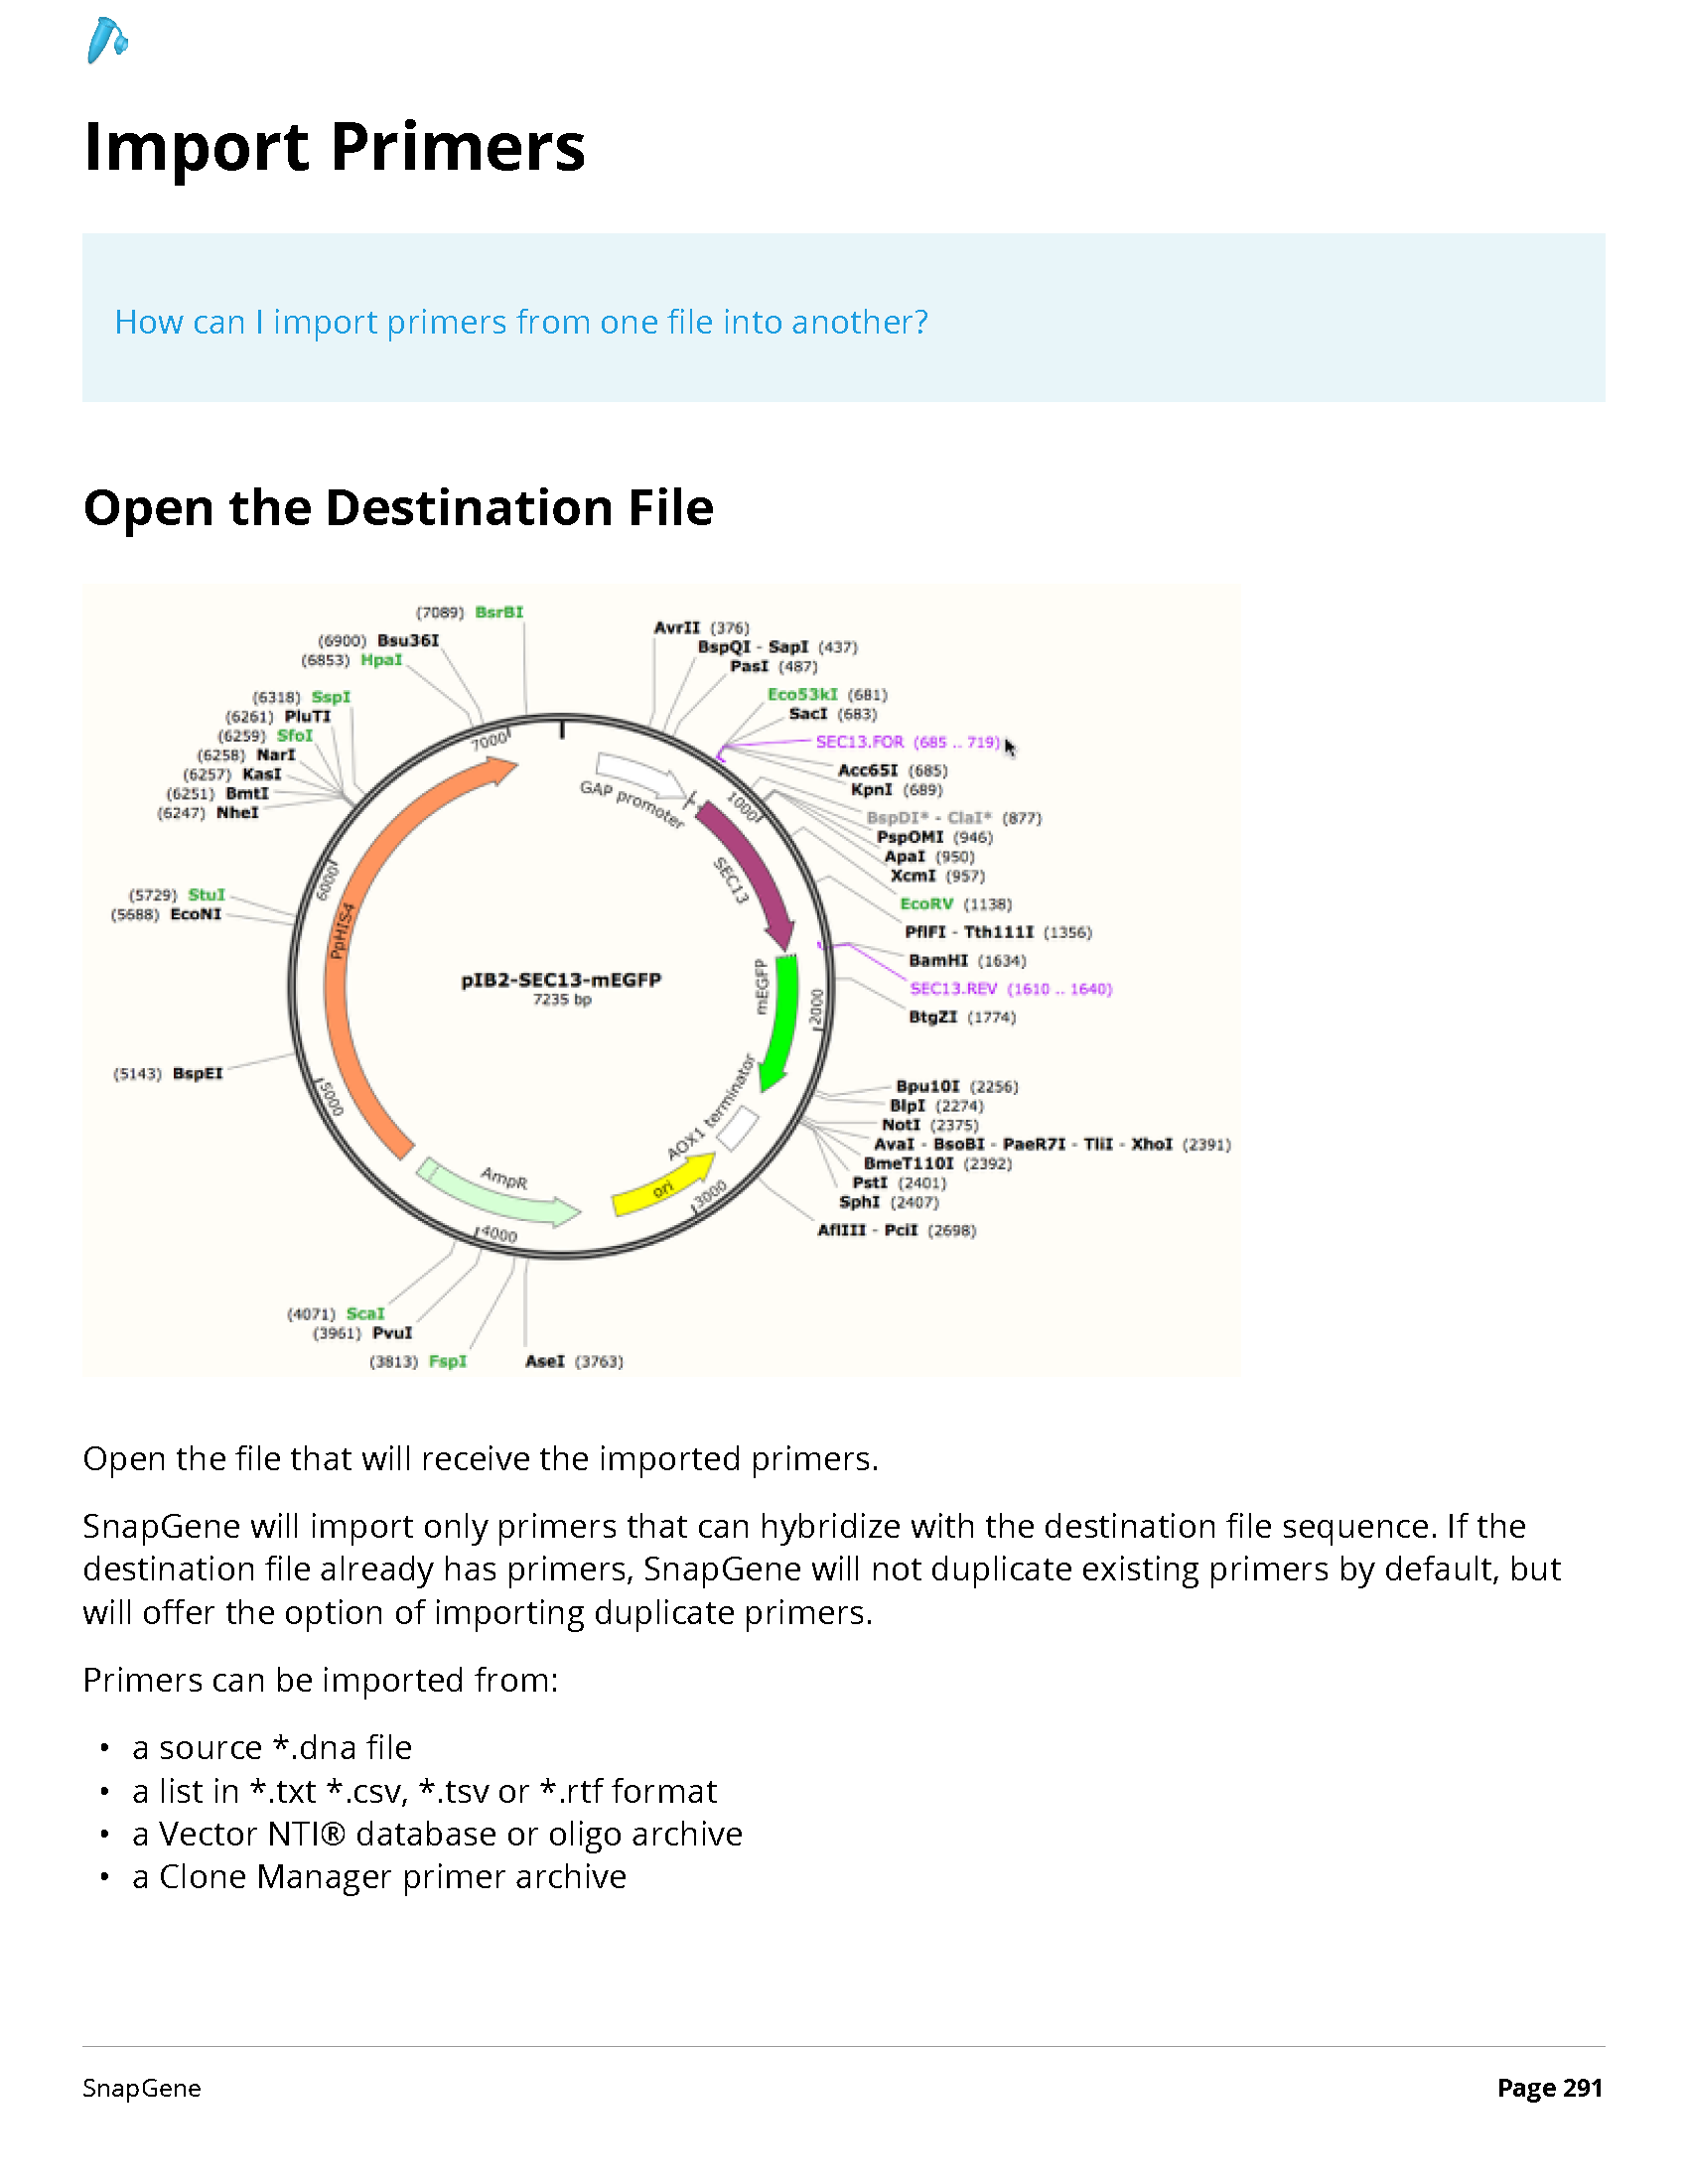 Import Primers
How can I import primers from one file into another?
Open the Destination File
(7089) BsrBI
(6900) Bsu36I
(6853) HpaI
(6318) SspI
(6261) PluTI
(6259) SfoI
(6258) NarI
(6257) KasI
(6251) BmtI
(6247) NheI
(5729) StuI
(5688) EcoNI
(5143) BspEI
(4071) ScaI
(3961) PvuI
(3813) FspI
AseI (3763)
AvrII (376)
BspQI - SapI (437)
PasI (487)
Eco53kI (681)
SacI (683)
SEC13.FOR (685 .. 719)
Acc65I (685)
KpnI (689)
BspDI* - ClaI* (877)
PspOMI (946)
ApaI (950)
XcmI (957)
EcoRV (1138)
PflFI - Tth111I (1356)
BamHI (1634)
SEC13.REV (1610 .. 1640)
BtgZI (1774)
Bpu10I (2256)
BlpI (2274)
NotI (2375)
AvaI - BsoBI - PaeR7I - TliI - XhoI (2391)
BmeT110I (2392)
PstI (2401)
SphI (2407)
AflIII - PciI (2698)
1000
2000
3000
4000
5000
6000
7000
GAP promoter
SEC13
mEGFP
AOX1 terminator
ori
AmpR
PpHIS4
pIB2-SEC13-mEGFP
7235 bp
Open the file that will receive the imported primers.
SnapGene will import only primers that can hybridize with the destination file sequence. If the
destination file already has primers, SnapGene will not duplicate existing primers by default, but
will offer the option of importing duplicate primers.
Primers can be imported from:
• a source *.dna file
• a list in *.txt *.csv, *.tsv or *.rtf format
• a Vector NTI® database or oligo archive
• a Clone Manager primer archive
SnapGene
Page 291